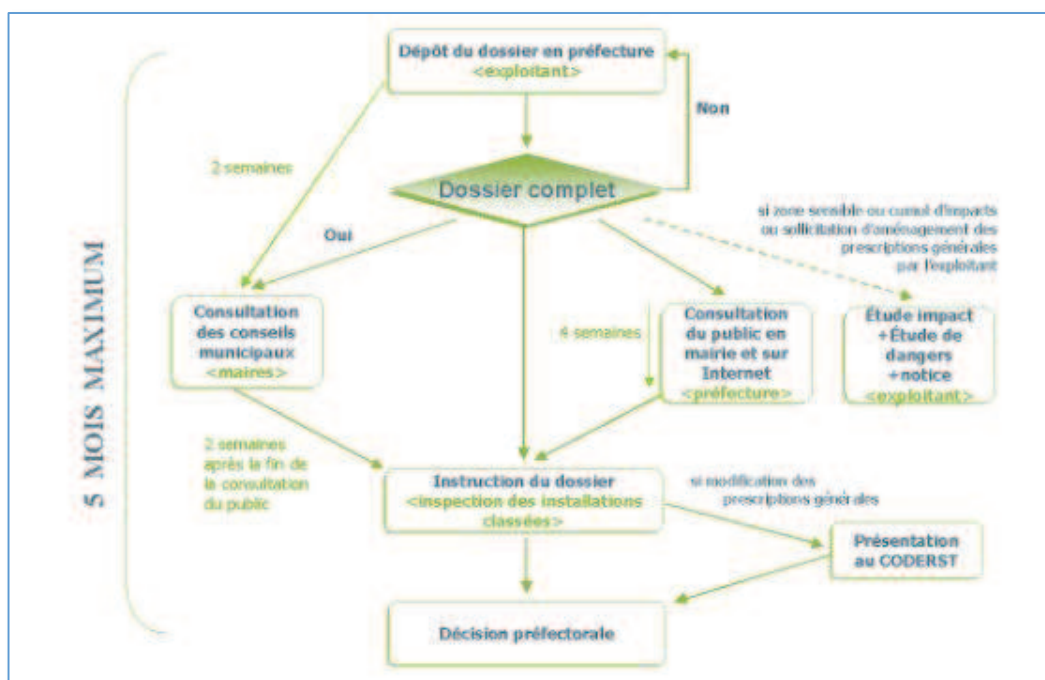 Dépôt du dossier en préfecture
<exploitant>
Non
2 semaines
Dossier complet
Oui
si zone sensible ou cumul d'impacts
ou sollicitation d'aménagement des
prescriptions générales
par l'exploitant
5 MOIS MAXIMUM
Consultation
des conseils
municipaux
<maires>
4 semaines
Consultation
du public en
mairie et sur
Internet
<préfecture>
Étude impact
+Étude de
dangers
+notice
<exploitant>
2 semaines
après la fin de
la consultation
du public
Instruction du dossier
<inspection des installations
classées>
si modification des
prescriptions générales
Présentation
au CODERST
Décision préfectorale